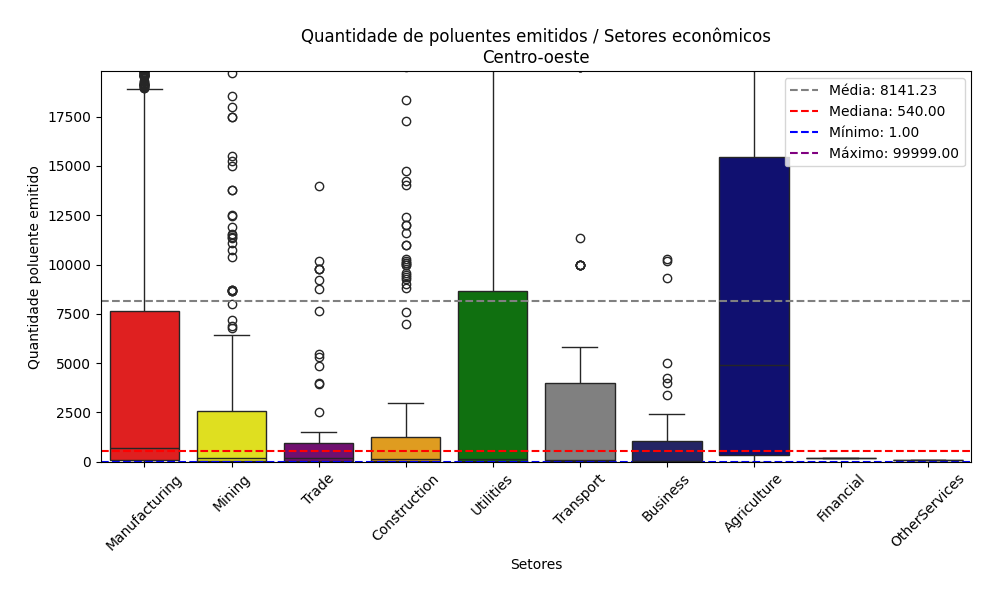 Quantidade de poluentes emitidos / Setores econômicos
Centro-oeste
Quantidade poluente emitido
17500
15000
12500
10000
7500
5000
2500
0
Média: 8141.23
Mediana: 540.00
Mínimo: 1.00
Máximo: 99999.00
Manufacturing
Mining
Trade
Construction
Utilities
Transport
Business
Agriculture
Financial
OtherServices
Setores